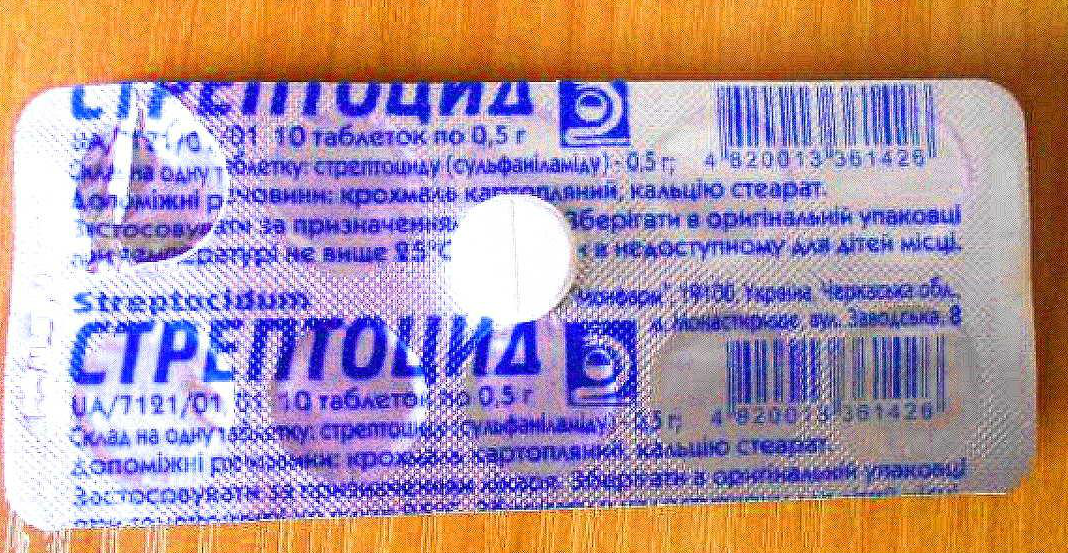 СТРЕПТОЦИД
UA/7121/01 01 10 таблеток по 0,5 г
Склад на одну таблетку: стрептоциду (сульфаніламіду) - 0,5 г;
4 820013 361426
Допоміжні речовини: крохмаль картопляний, кальцію стеарат.
Застосовувати за призначенням Зберігати в оригінальній упаковці
при температурі не вище 25°C в недоступному для дітей місці.
Streptocidum
"Монфарм", 19100, Україна, Черкаська обл.,
м. Монастирище, вул. Заводська, 8
СТРЕПТОЦИД
UA/7121/01 01 10 таблеток по 0,5 г
4 820013 361426
Склад на одну таблетку: стрептоциду (сульфаніламіду) - 0,5 г;
Допоміжні речовини: крохмаль картопляний, кальцію стеарат.
Застосовувати за призначенням лікаря. Зберігати в оригінальній упаковці